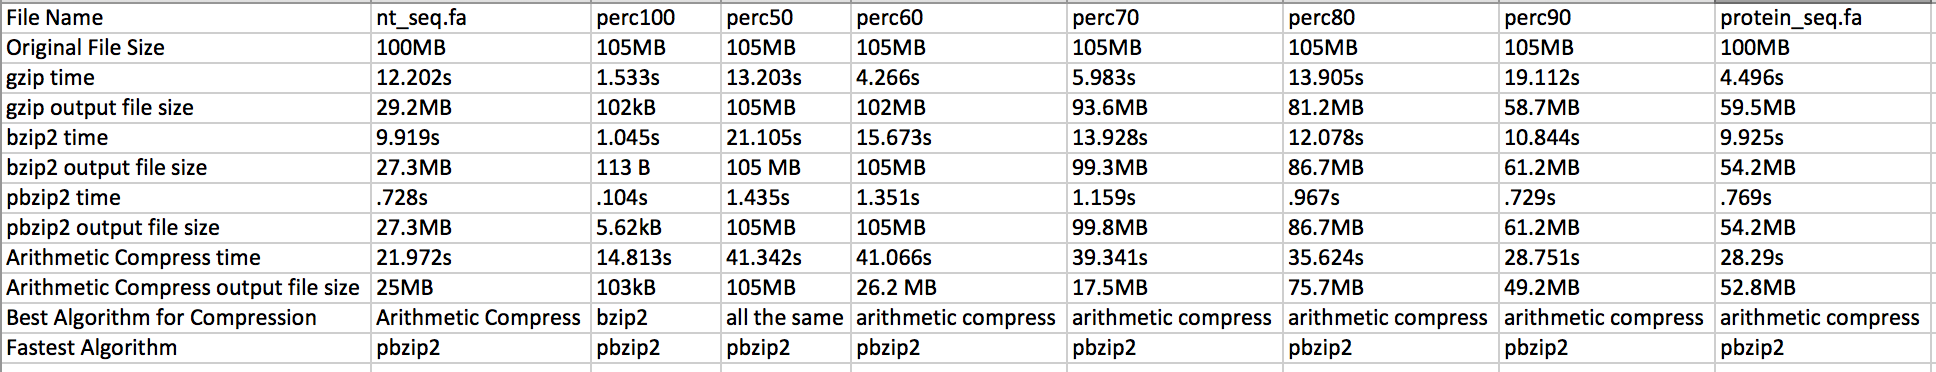 File Name nt_seq.fa perc100 perc50 perc60 perc70 perc80 perc90 protein_seq.fa
Original File Size 100MB 105MB 105MB 105MB 105MB 105MB 105MB 100MB
gzip time 12.202s 1.533s 13.203s 4.266s 5.983s 13.905s 19.112s 4.496s
gzip output file size 29.2MB 102kB 105MB 102MB 93.6MB 81.2MB 58.7MB 59.5MB
bzip2 time 9.919s 1.045s 21.105s 15.673s 13.928s 12.078s 10.844s 9.925s
bzip2 output file size 27.3MB 113 B 105 MB 105MB 99.3MB 86.7MB 61.2MB 54.2MB
pbzip2 time .728s .104s 1.435s 1.351s 1.159s .967s .729s .769s
pbzip2 output file size 27.3MB 5.62kB 105MB 105MB 99.8MB 86.7MB 61.2MB 54.2MB
Arithmetic Compress time 21.972s 14.813s 41.342s 41.066s 39.341s 35.624s 28.751s 28.29s
Arithmetic Compress output file size 25MB 103kB 105MB 26.2 MB 17.5MB 75.7MB 49.2MB 52.8MB
Best Algorithm for Compression Arithmetic Compress bzip2 all the same arithmetic compress arithmetic compress arithmetic compress arithmetic compress arithmetic compress
Fastest Algorithm pbzip2 pbzip2 pbzip2 pbzip2 pbzip2 pbzip2 pbzip2 pbzip2